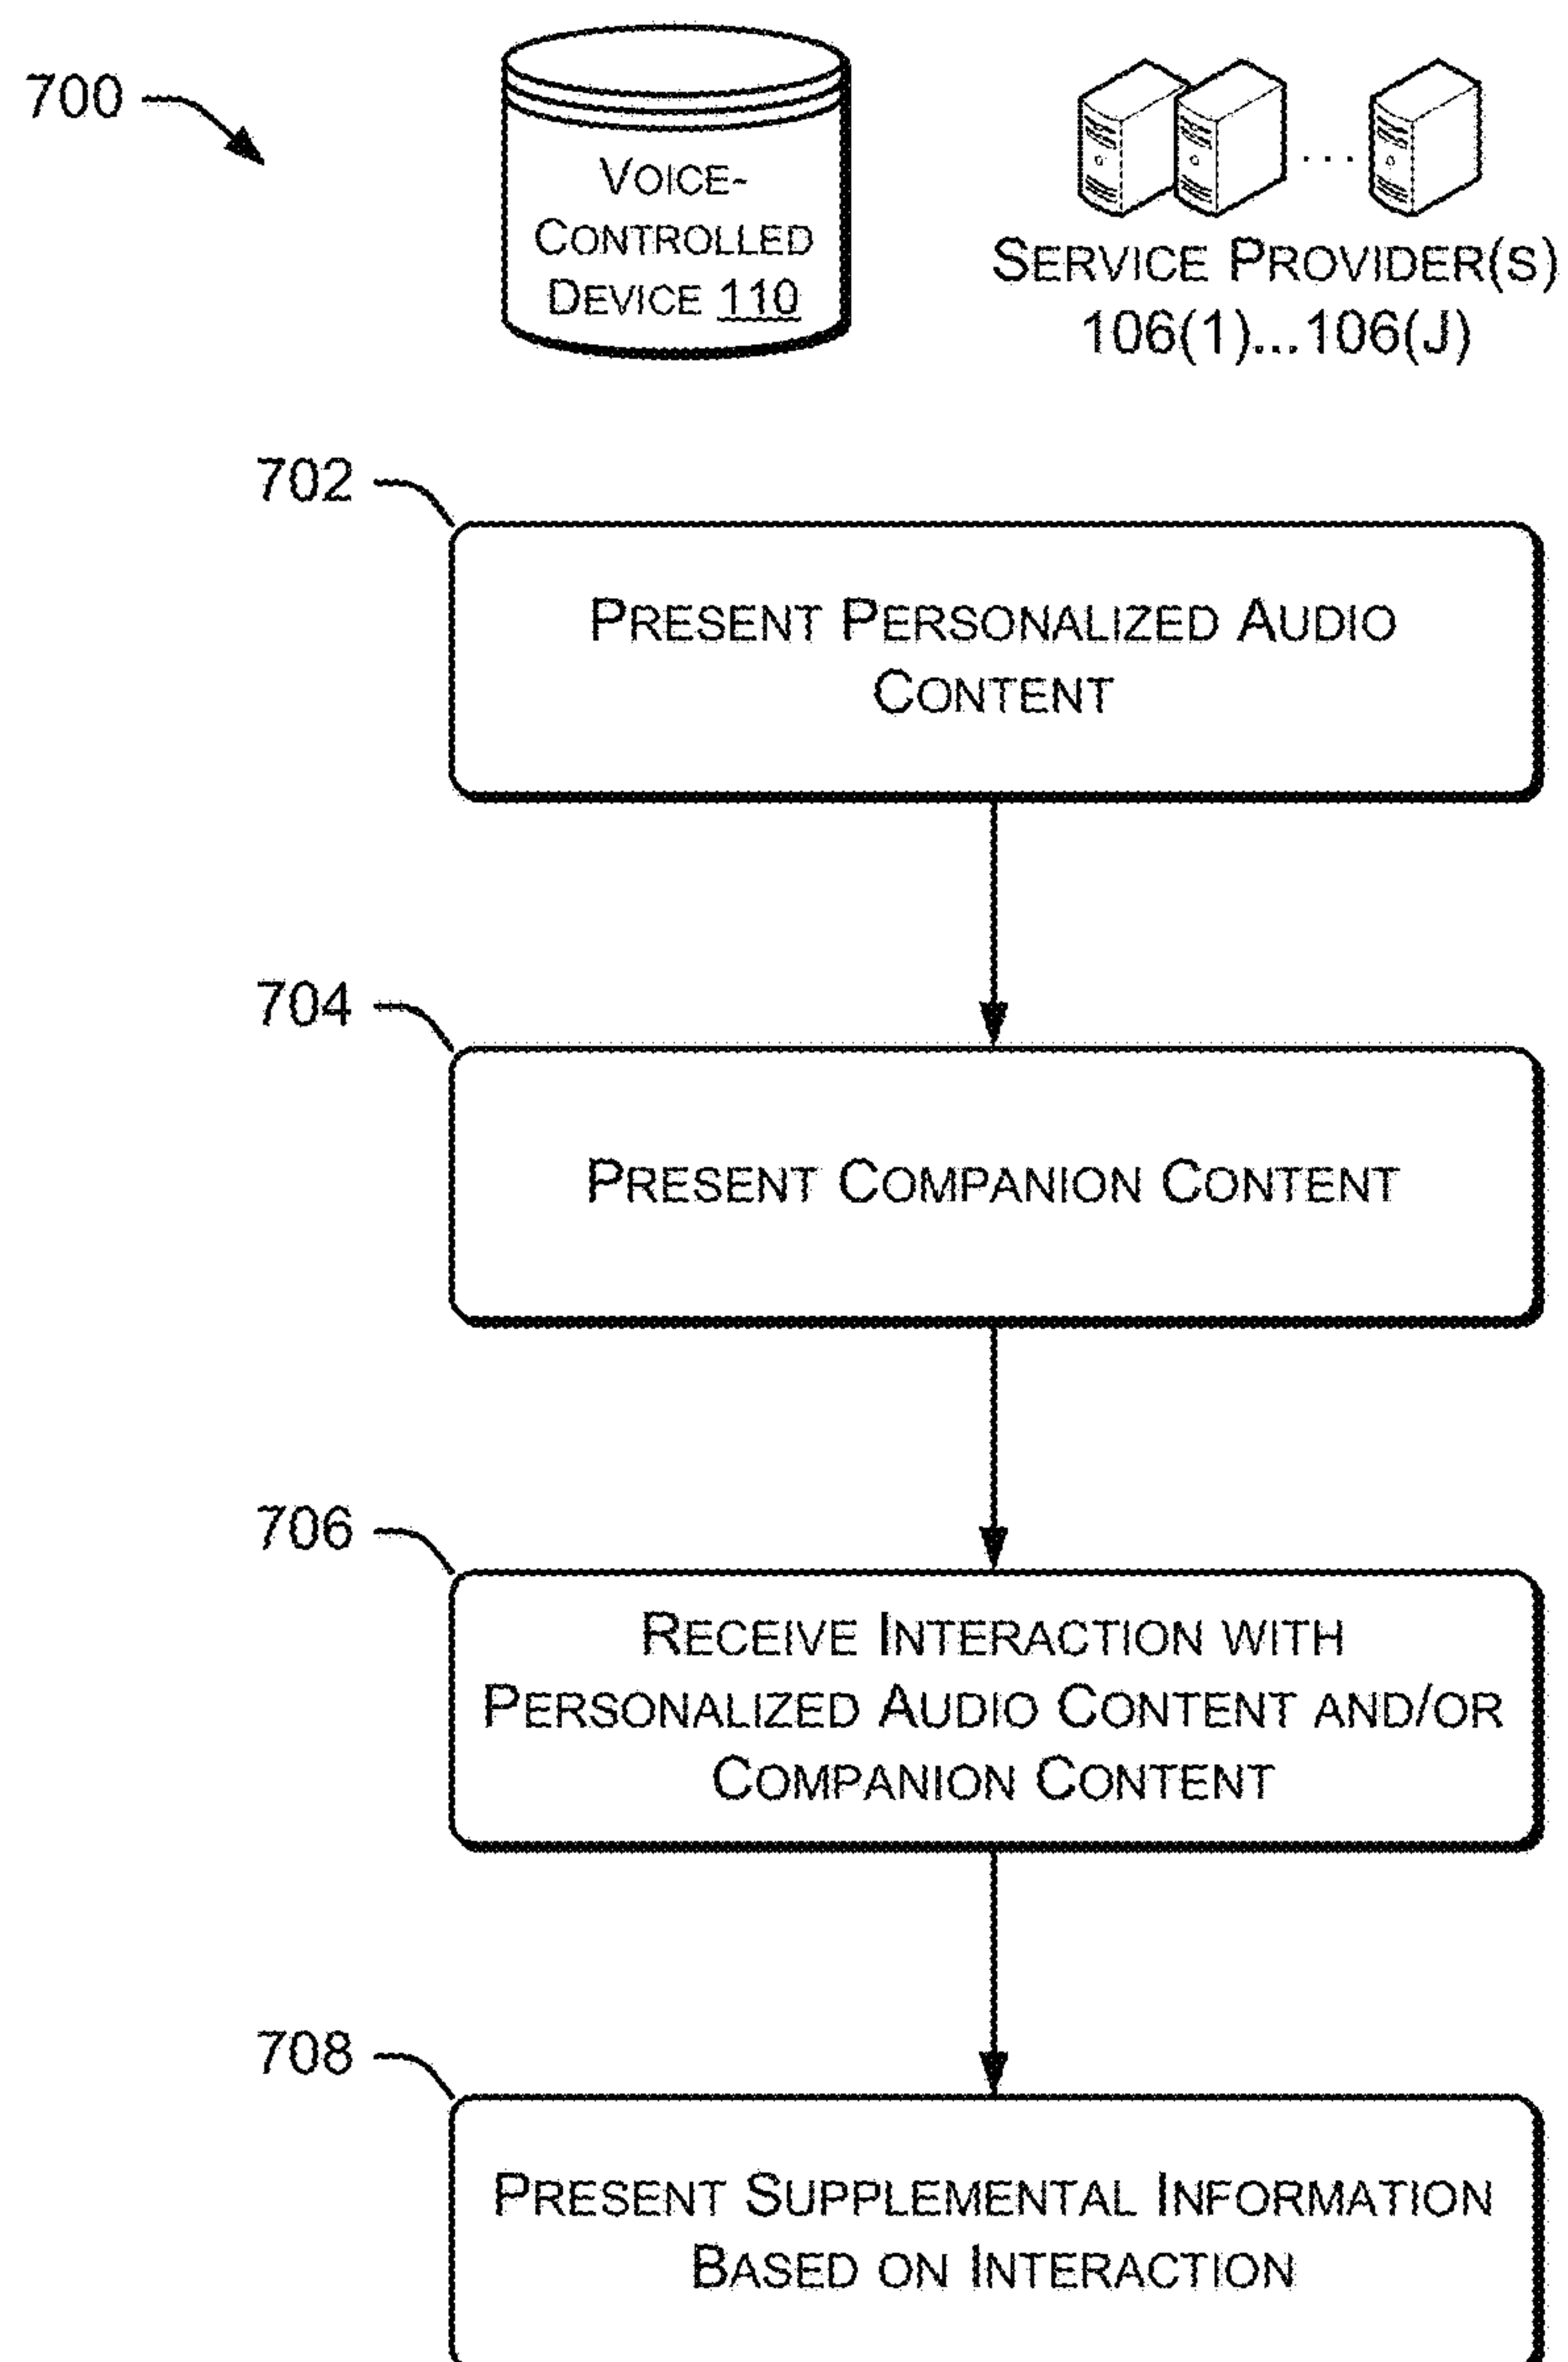 700
VOICE-
CONTROLLED
DEVICE 110
SERVICE PROVIDER(S)
106(1)...106(J)
702
PRESENT PERSONALIZED AUDIO
CONTENT
704
PRESENT COMPANION CONTENT
706
RECEIVE INTERACTION WITH
PERSONALIZED AUDIO CONTENT AND/OR
COMPANION CONTENT
708
PRESENT SUPPLEMENTAL INFORMATION
BASED ON INTERACTION